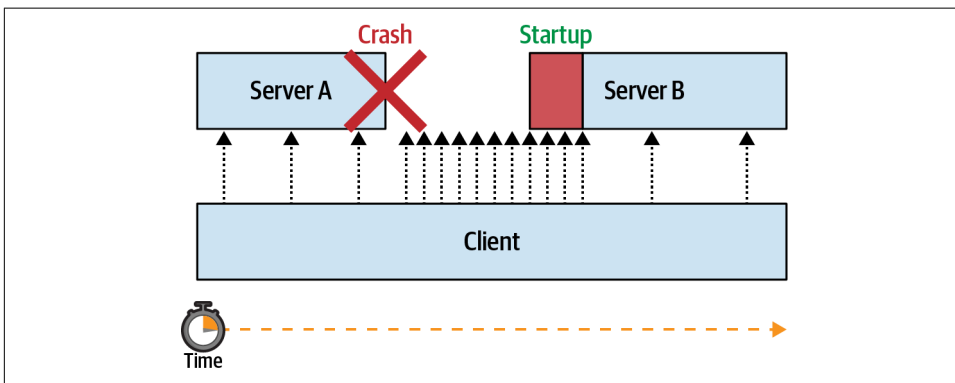 Crash
Startup
Server A
Server B
Client
Time